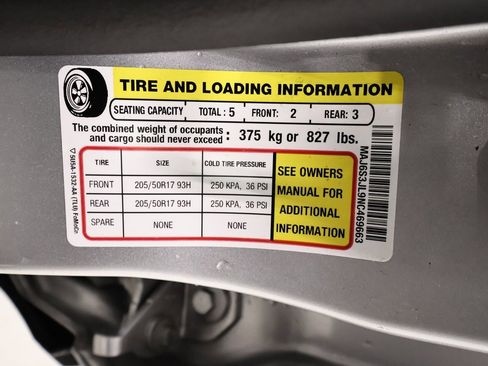 TIRE AND LOADING INFORMATION
SEATING CAPACITY TOTAL : 5 FRONT: 2 REAR: 3
The combined weight of occupants
and cargo should never exceed : 375 kg or 827 lbs.
TIRE SIZE COLD TIRE PRESSURE
FRONT 205/50R17 93H 250 KPA, 36 PSI
REAR 205/50R17 93H 250 KPA, 36 PSI
SPARE NONE NONE
SEE OWNERS
MANUAL FOR
ADDITIONAL
INFORMATION
MAJ6S3JL9NC469663